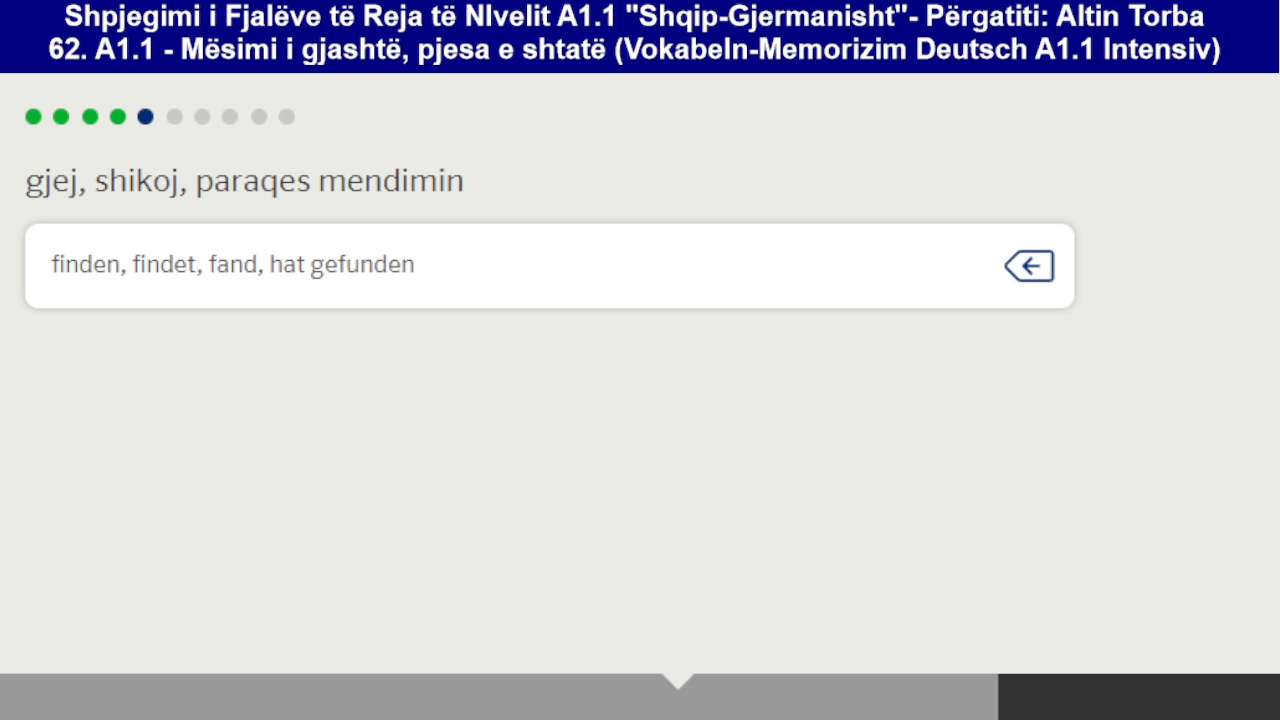 Shpjegimi i Fjalëve të Reja të NIvelit A1.1 "Shqip-Gjermanisht"- Përgatiti: Altin Torba
62. A1.1 - Mësimi i gjashtë, pjesa e shtatë (Vokabeln-Memorizim Deutsch A1.1 Intensiv)
gjej, shikoj, paraqes mendimin
finden, findet, fand, hat gefunden